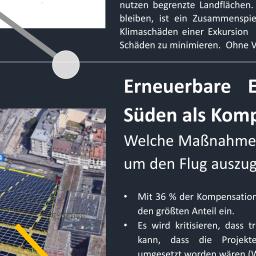 nutzen begrenzte Landflächen.
bleiben, ist ein Zusammenspie
Klimaschäden einer Exkursion
Schäden zu minimieren. Ohne V
Erneuerbare E
Süden als Komp
Welche Maßnahme
um den Flug auszug
• Mit 36 % der Kompensation
den größten Anteil ein.
• Es wird kritisieren, dass tr
kann, dass die Projekte
umgesetzt worden wären (W